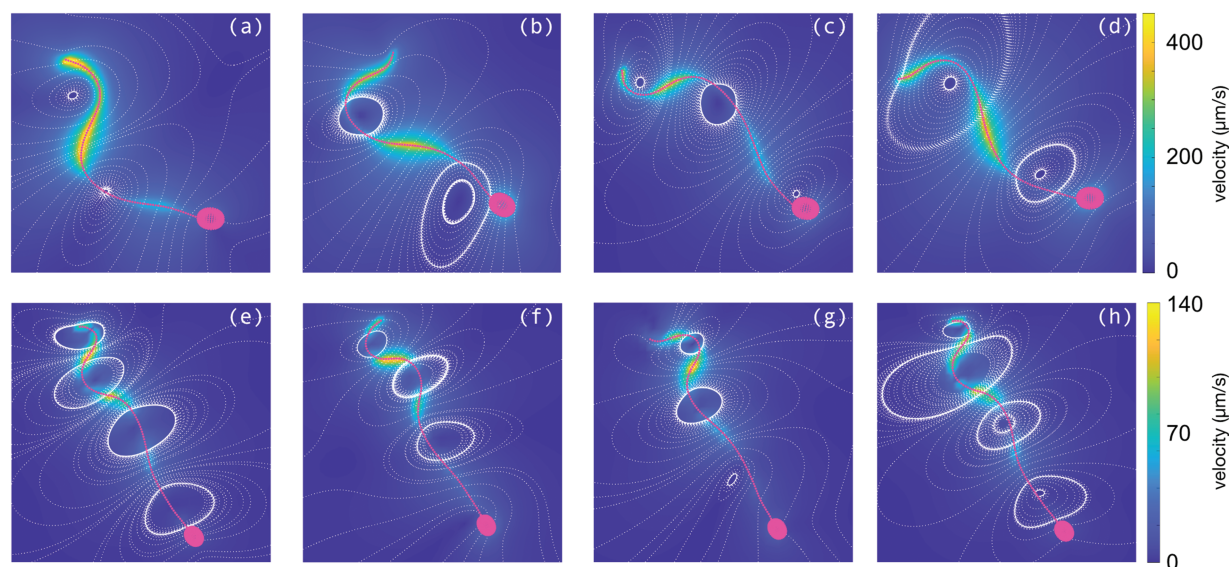 (a)
(b)
(c)
(d)
400
200
0
velocity (µm/s)
(e)
(f)
(g)
(h)
140
70
0
velocity (µm/s)